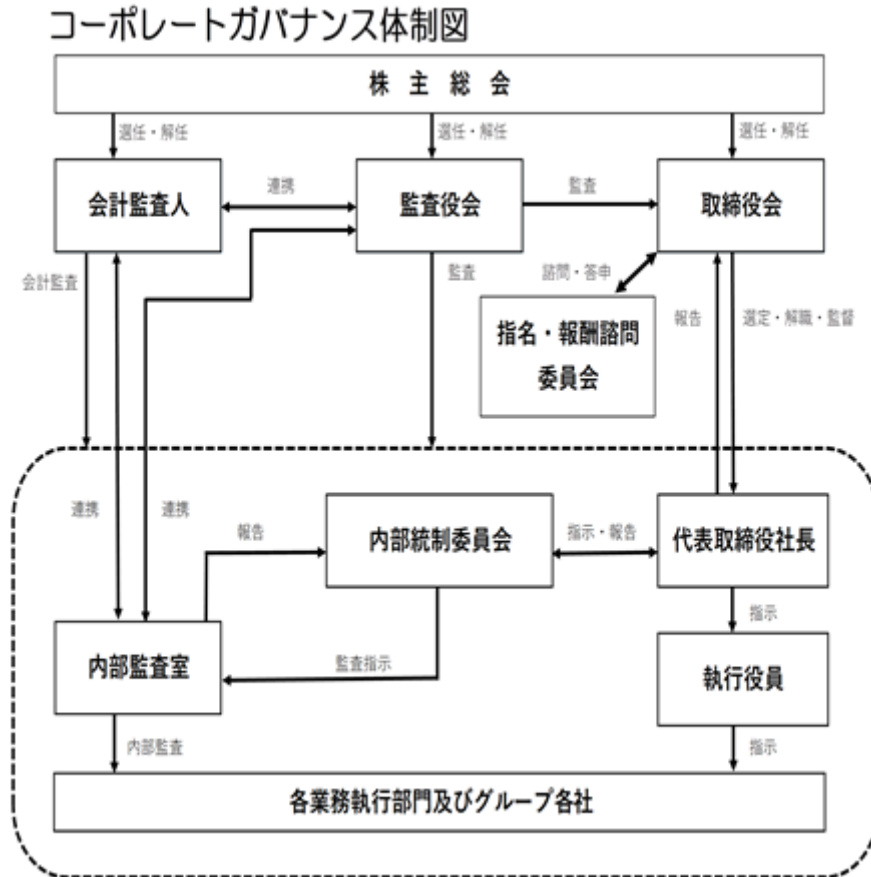 コーポレートガバナンス体制図
株主総会
選任・解任
選任・解任
選任・解任
会計監査人
連携
監査役会
監査
取締役会
会計監査
監査
諮問・答申
報告
選定・解職・監督
指名・報酬諮問
委員会
連携
連携
報告
内部統制委員会
指示・報告
代表取締役社長
指示
内部監査室
監査指示
執行役員
内部監査
指示
各業務執行部門及びグループ各社